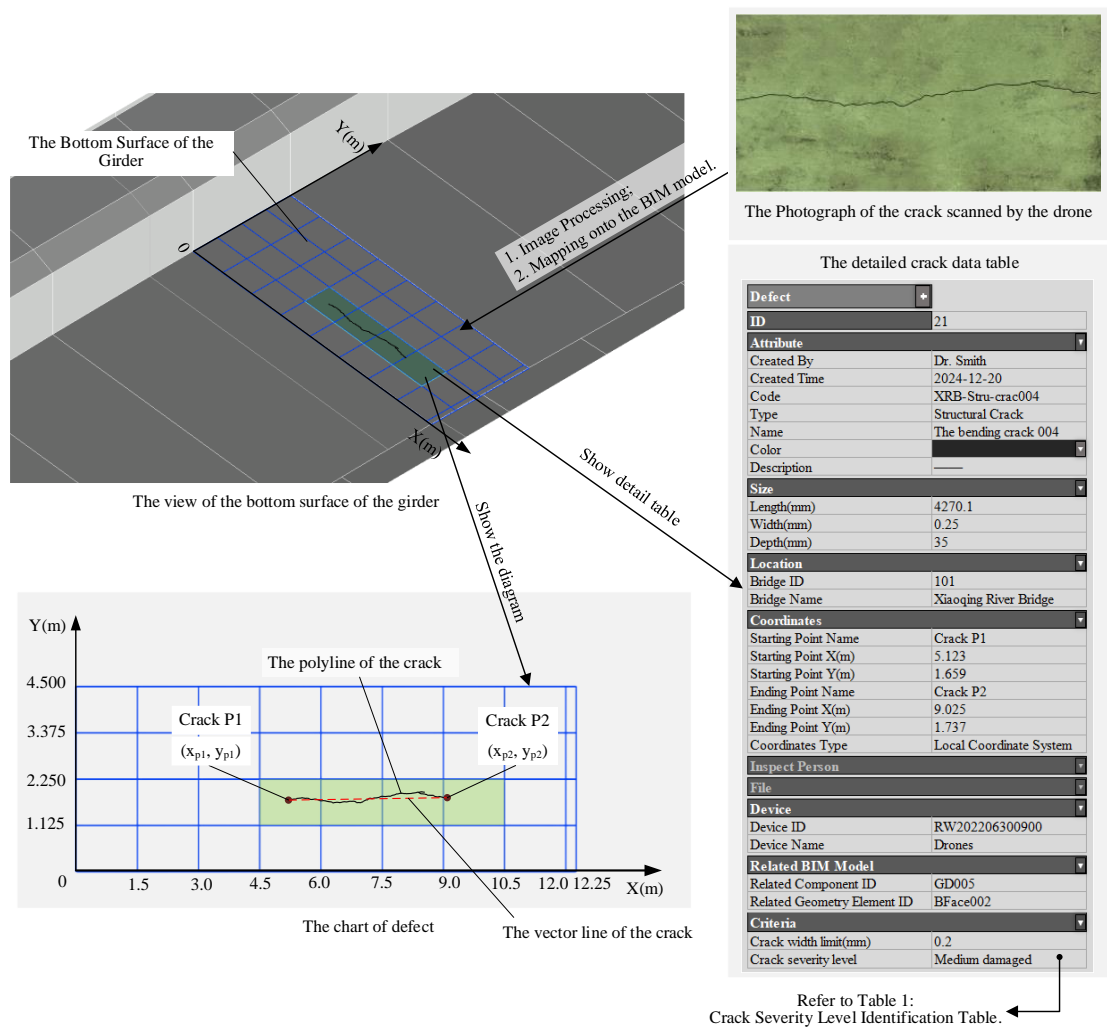 The Bottom Surface of the
Girder
Y(m)
0
X(m)
1. Image Processing;
2. Mapping onto the BIM model.
The view of the bottom surface of the girder
The Photograph of the crack scanned by the drone
Show detail table
Show the diagram
The detailed crack data table
Defect +
ID 21
Attribute
Created By Dr. Smith
Created Time 2024-12-20
Code XRB-Stru-crac004
Type Structural Crack
Name The bending crack 004
Color
Description ——
Size
Length(mm) 4270.1
Width(mm) 0.25
Depth(mm) 35
Location
Bridge ID 101
Bridge Name Xiaoqing River Bridge
Coordinates
Starting Point Name Crack P1
Starting Point X(m) 5.123
Starting Point Y(m) 1.659
Ending Point Name Crack P2
Ending Point X(m) 9.025
Ending Point Y(m) 1.737
Coordinates Type Local Coordinate System
Inspect Person
File
Device
Device ID RW202206300900
Device Name Drones
Related BIM Model
Related Component ID GD005
Related Geometry Element ID BFace002
Criteria
Crack width limit(mm) 0.2
Crack severity level Medium damaged
Refer to Table 1:
Crack Severity Level Identification Table.
Y(m)
4.500
3.375
2.250
1.125
0
The polyline of the crack
Crack P1
(xp1, yp1)
Crack P2
(xp2, yp2)
1.5 3.0 4.5 6.0 7.5 9.0 10.5 12.0 12.25 X(m)
The chart of defect
The vector line of the crack